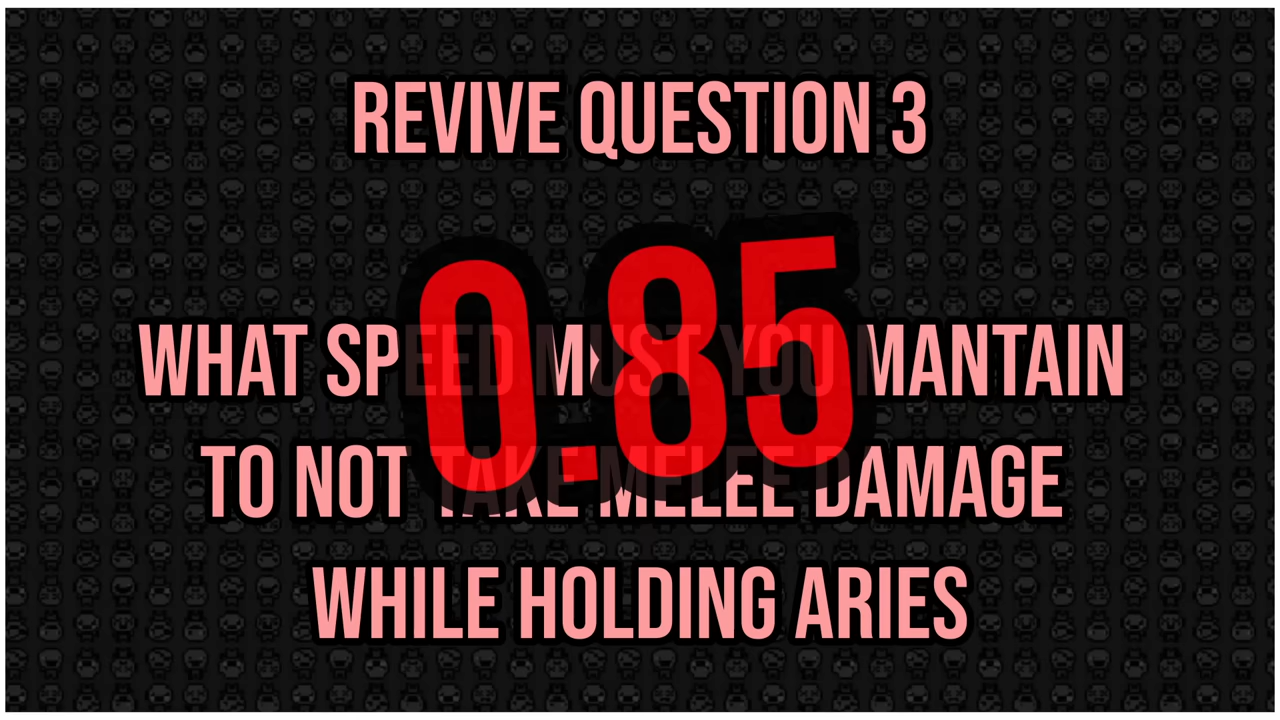 REVIVE QUESTION 3
0.85
WHAT SPEED MUST YOU MANTAIN
TO NOT TAKE MELEE DAMAGE
WHILE HOLDING ARIES